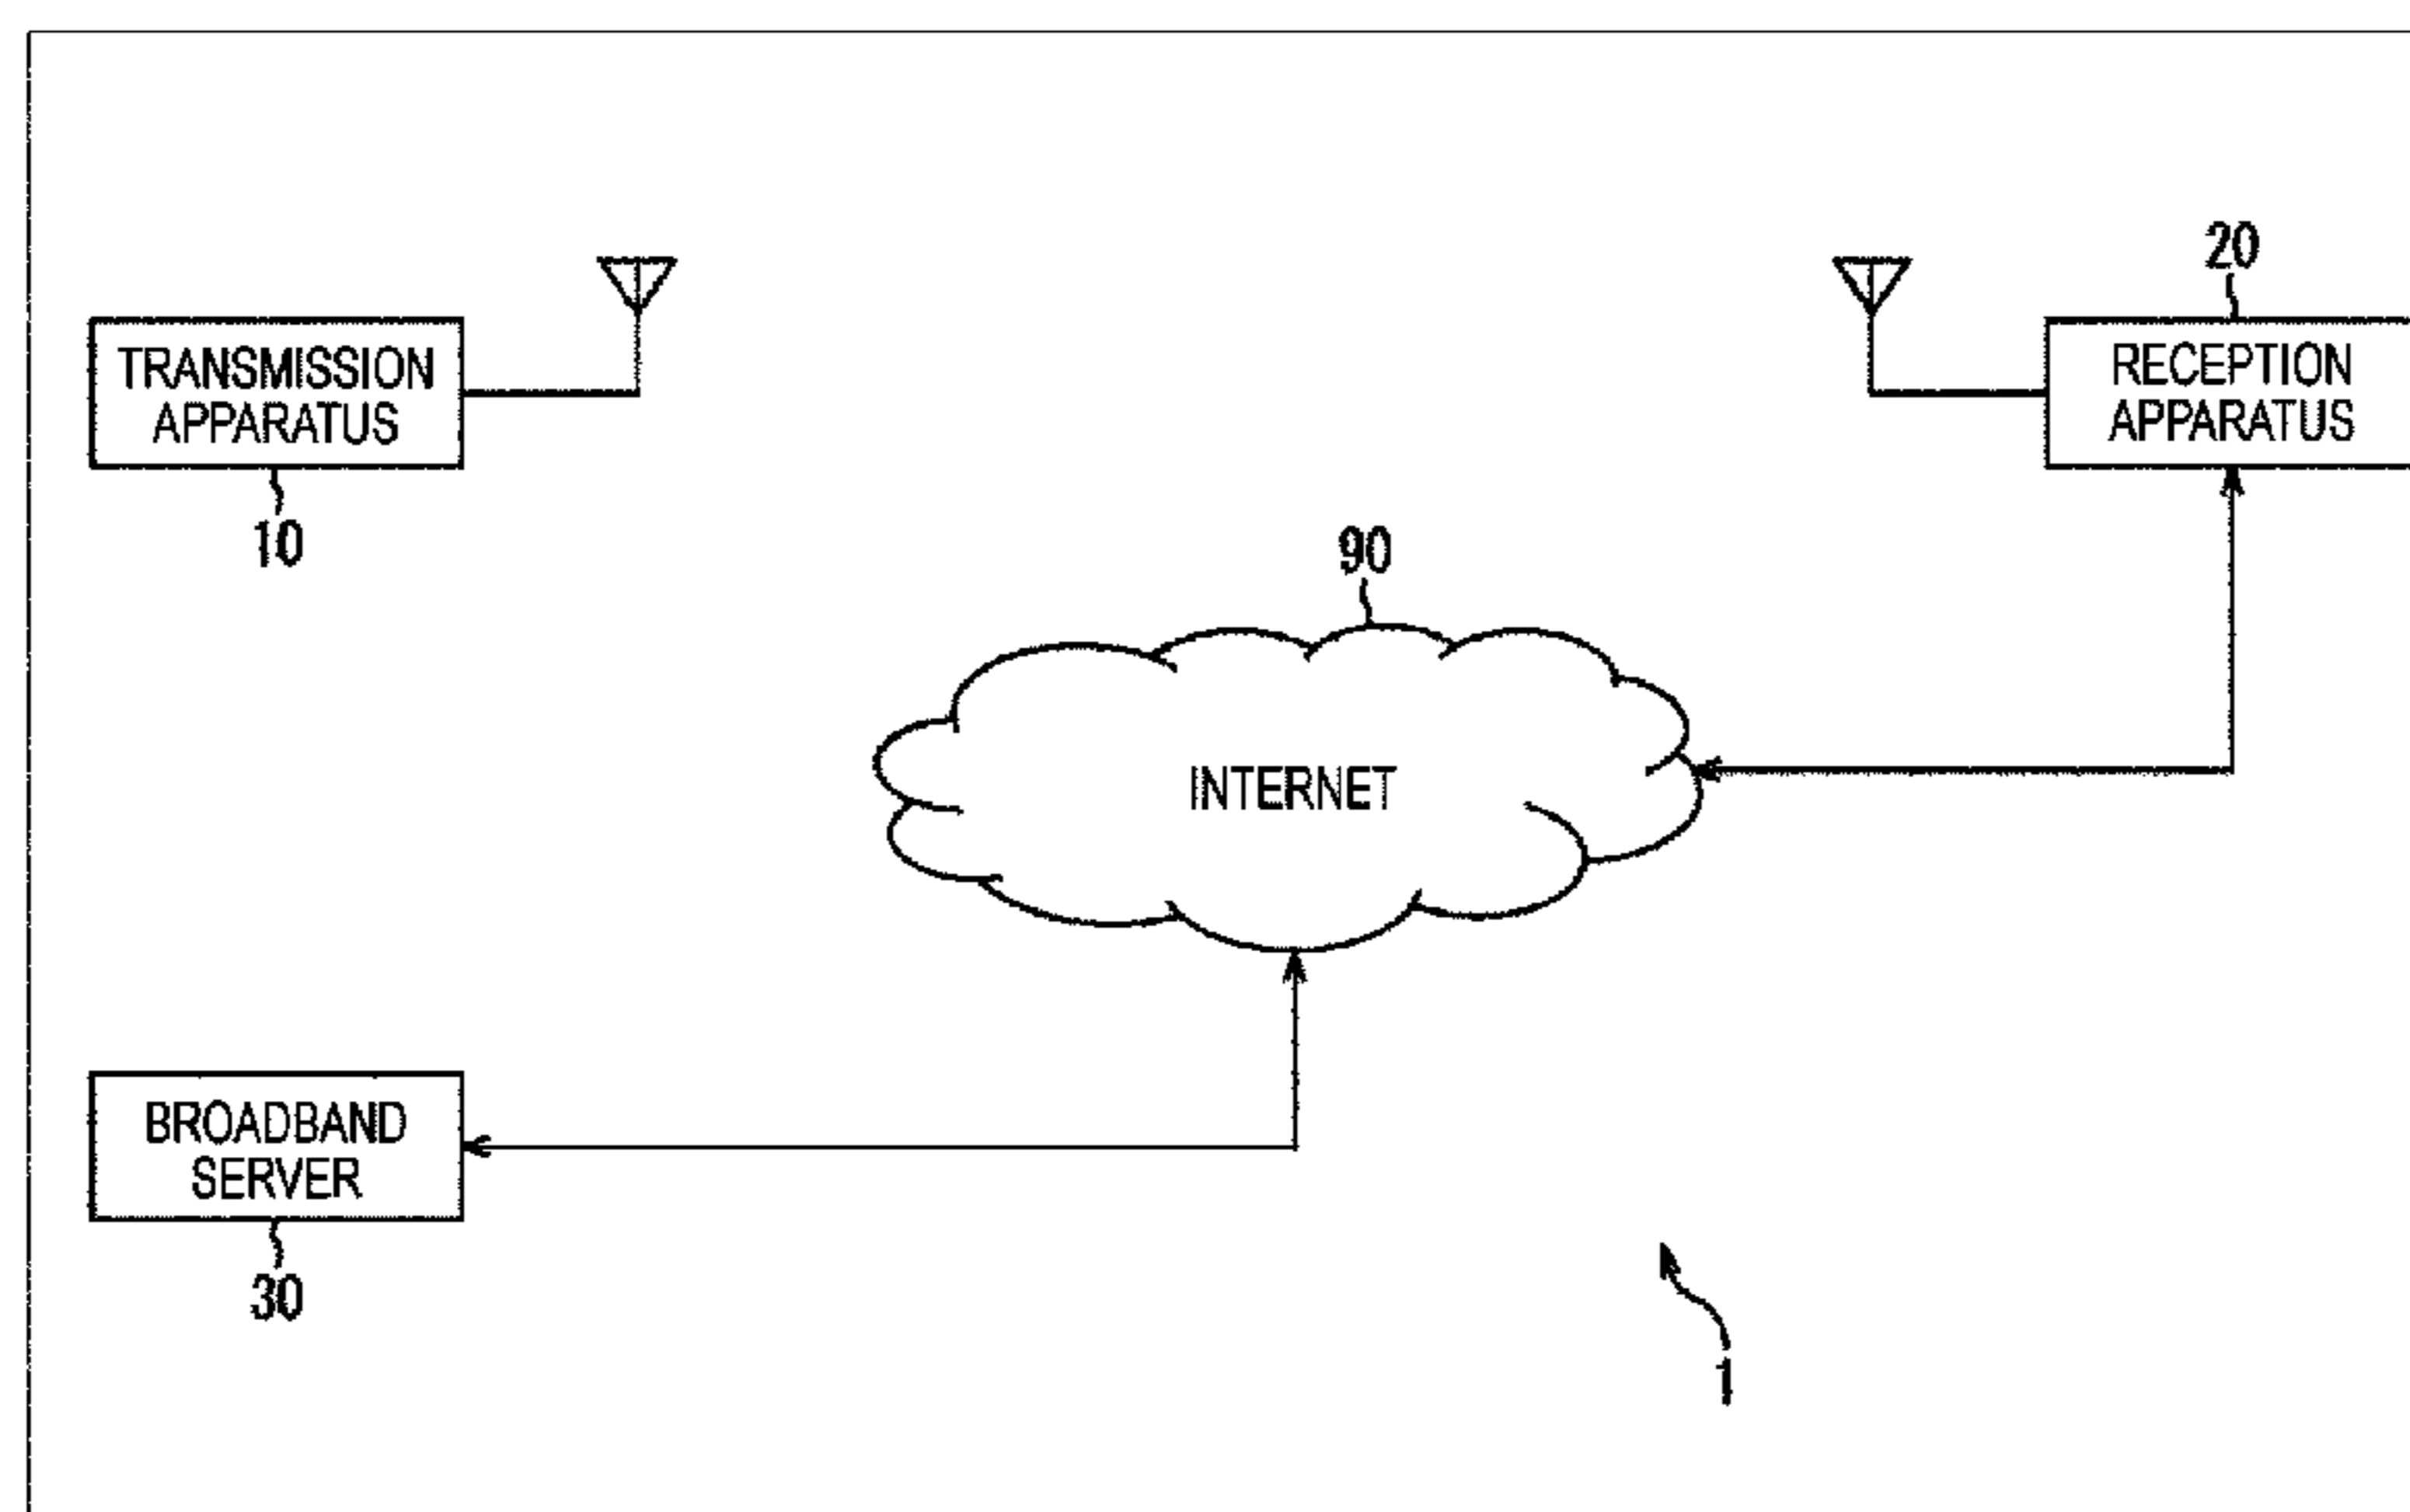 20
TRANSMISSION
APPARATUS
RECEPTION
APPARATUS
10
90
INTERNET
BROADBAND
SERVER
30
1